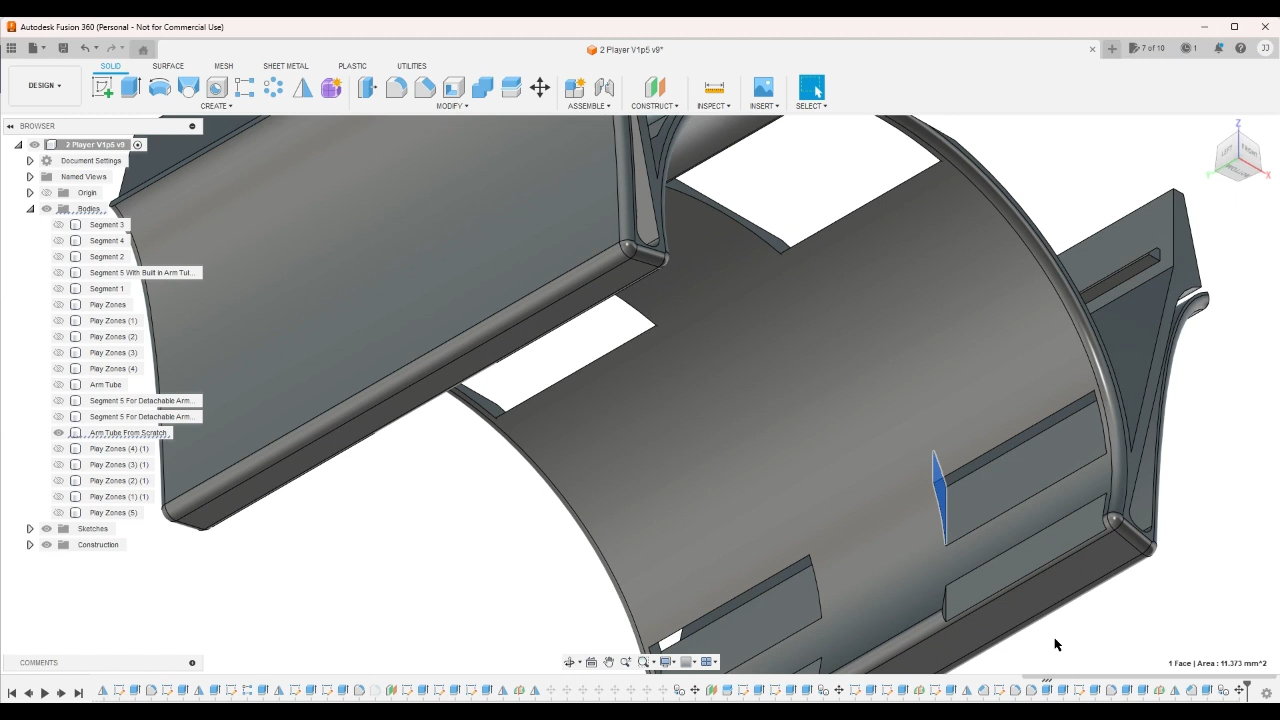 Autodesk Fusion 360 (Personal - Not for Commercial Use)
2 Player V1p5 v9*
7 of 10
1
JJ
SOLID SURFACE MESH SHEET METAL PLASTIC UTILITIES
DESIGN
CREATE MODIFY ASSEMBLE CONSTRUCT INSPECT INSERT SELECT
BROWSER
2 Player V1p5 v9
Document Settings
Named Views
Origin
Bodies
Segment 3
Segment 4
Segment 2
Segment 5 With Built in Arm Tul...
Segment 1
Play Zones
Play Zones (1)
Play Zones (2)
Play Zones (3)
Play Zones (4)
Arm Tube
Segment 5 For Detachable Arm...
Segment 5 For Detachable Arm...
Arm Tube From Scratch
Play Zones (4) (1)
Play Zones (3) (1)
Play Zones (2) (1)
Play Zones (1) (1)
Play Zones (5)
Sketches
Construction
Z
LEFT FRONT
BOTTOM
X
Y
COMMENTS
1 Face | Area : 11.373 mm^2